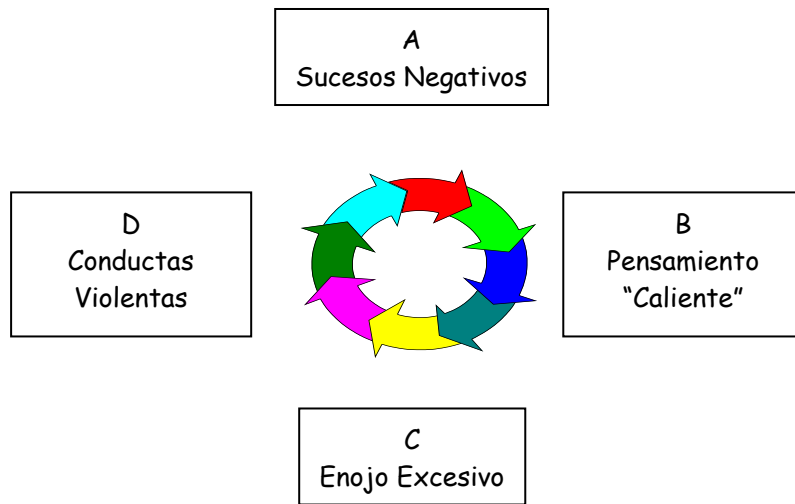 A
Sucesos Negativos
D
Conductas
Violentas
B
Pensamiento
“Caliente”
C
Enojo Excesivo